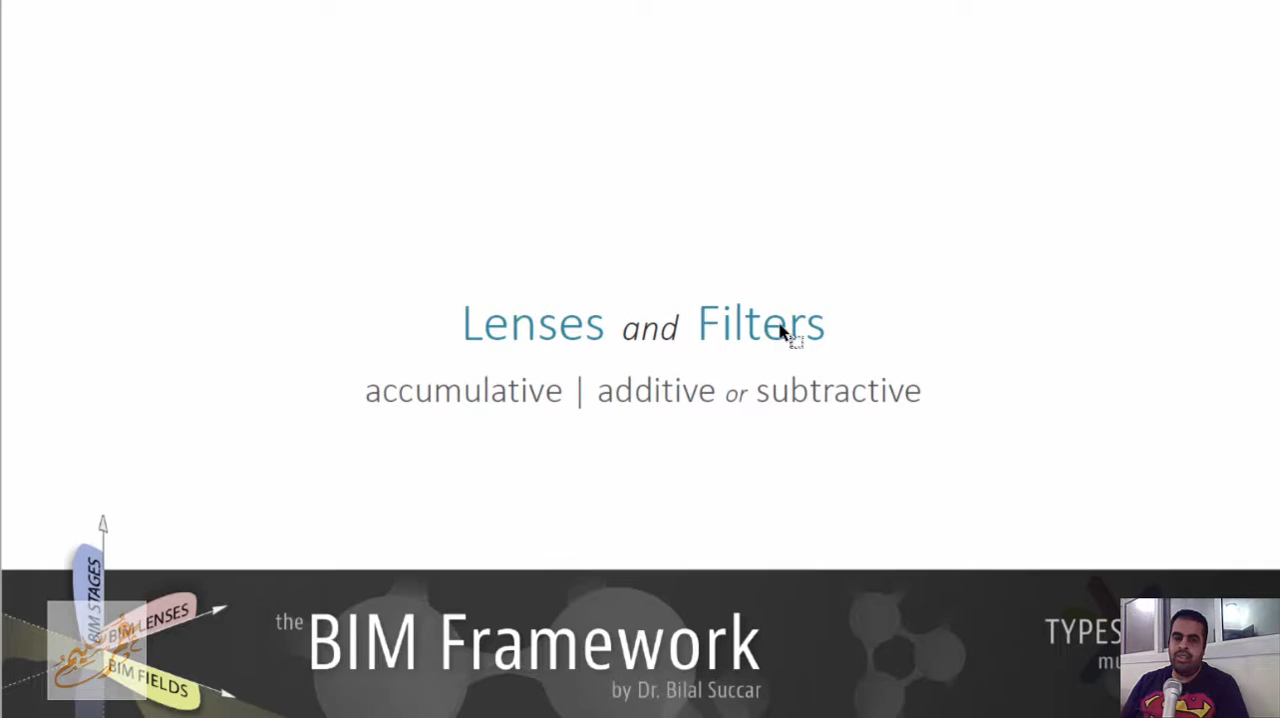 Lenses and Filters
accumulative | additive or subtractive
BIM STAGES
BIM LENSES
BIM FIELDS
the BIM Framework
by Dr. Bilal Succar
TYPES
mu